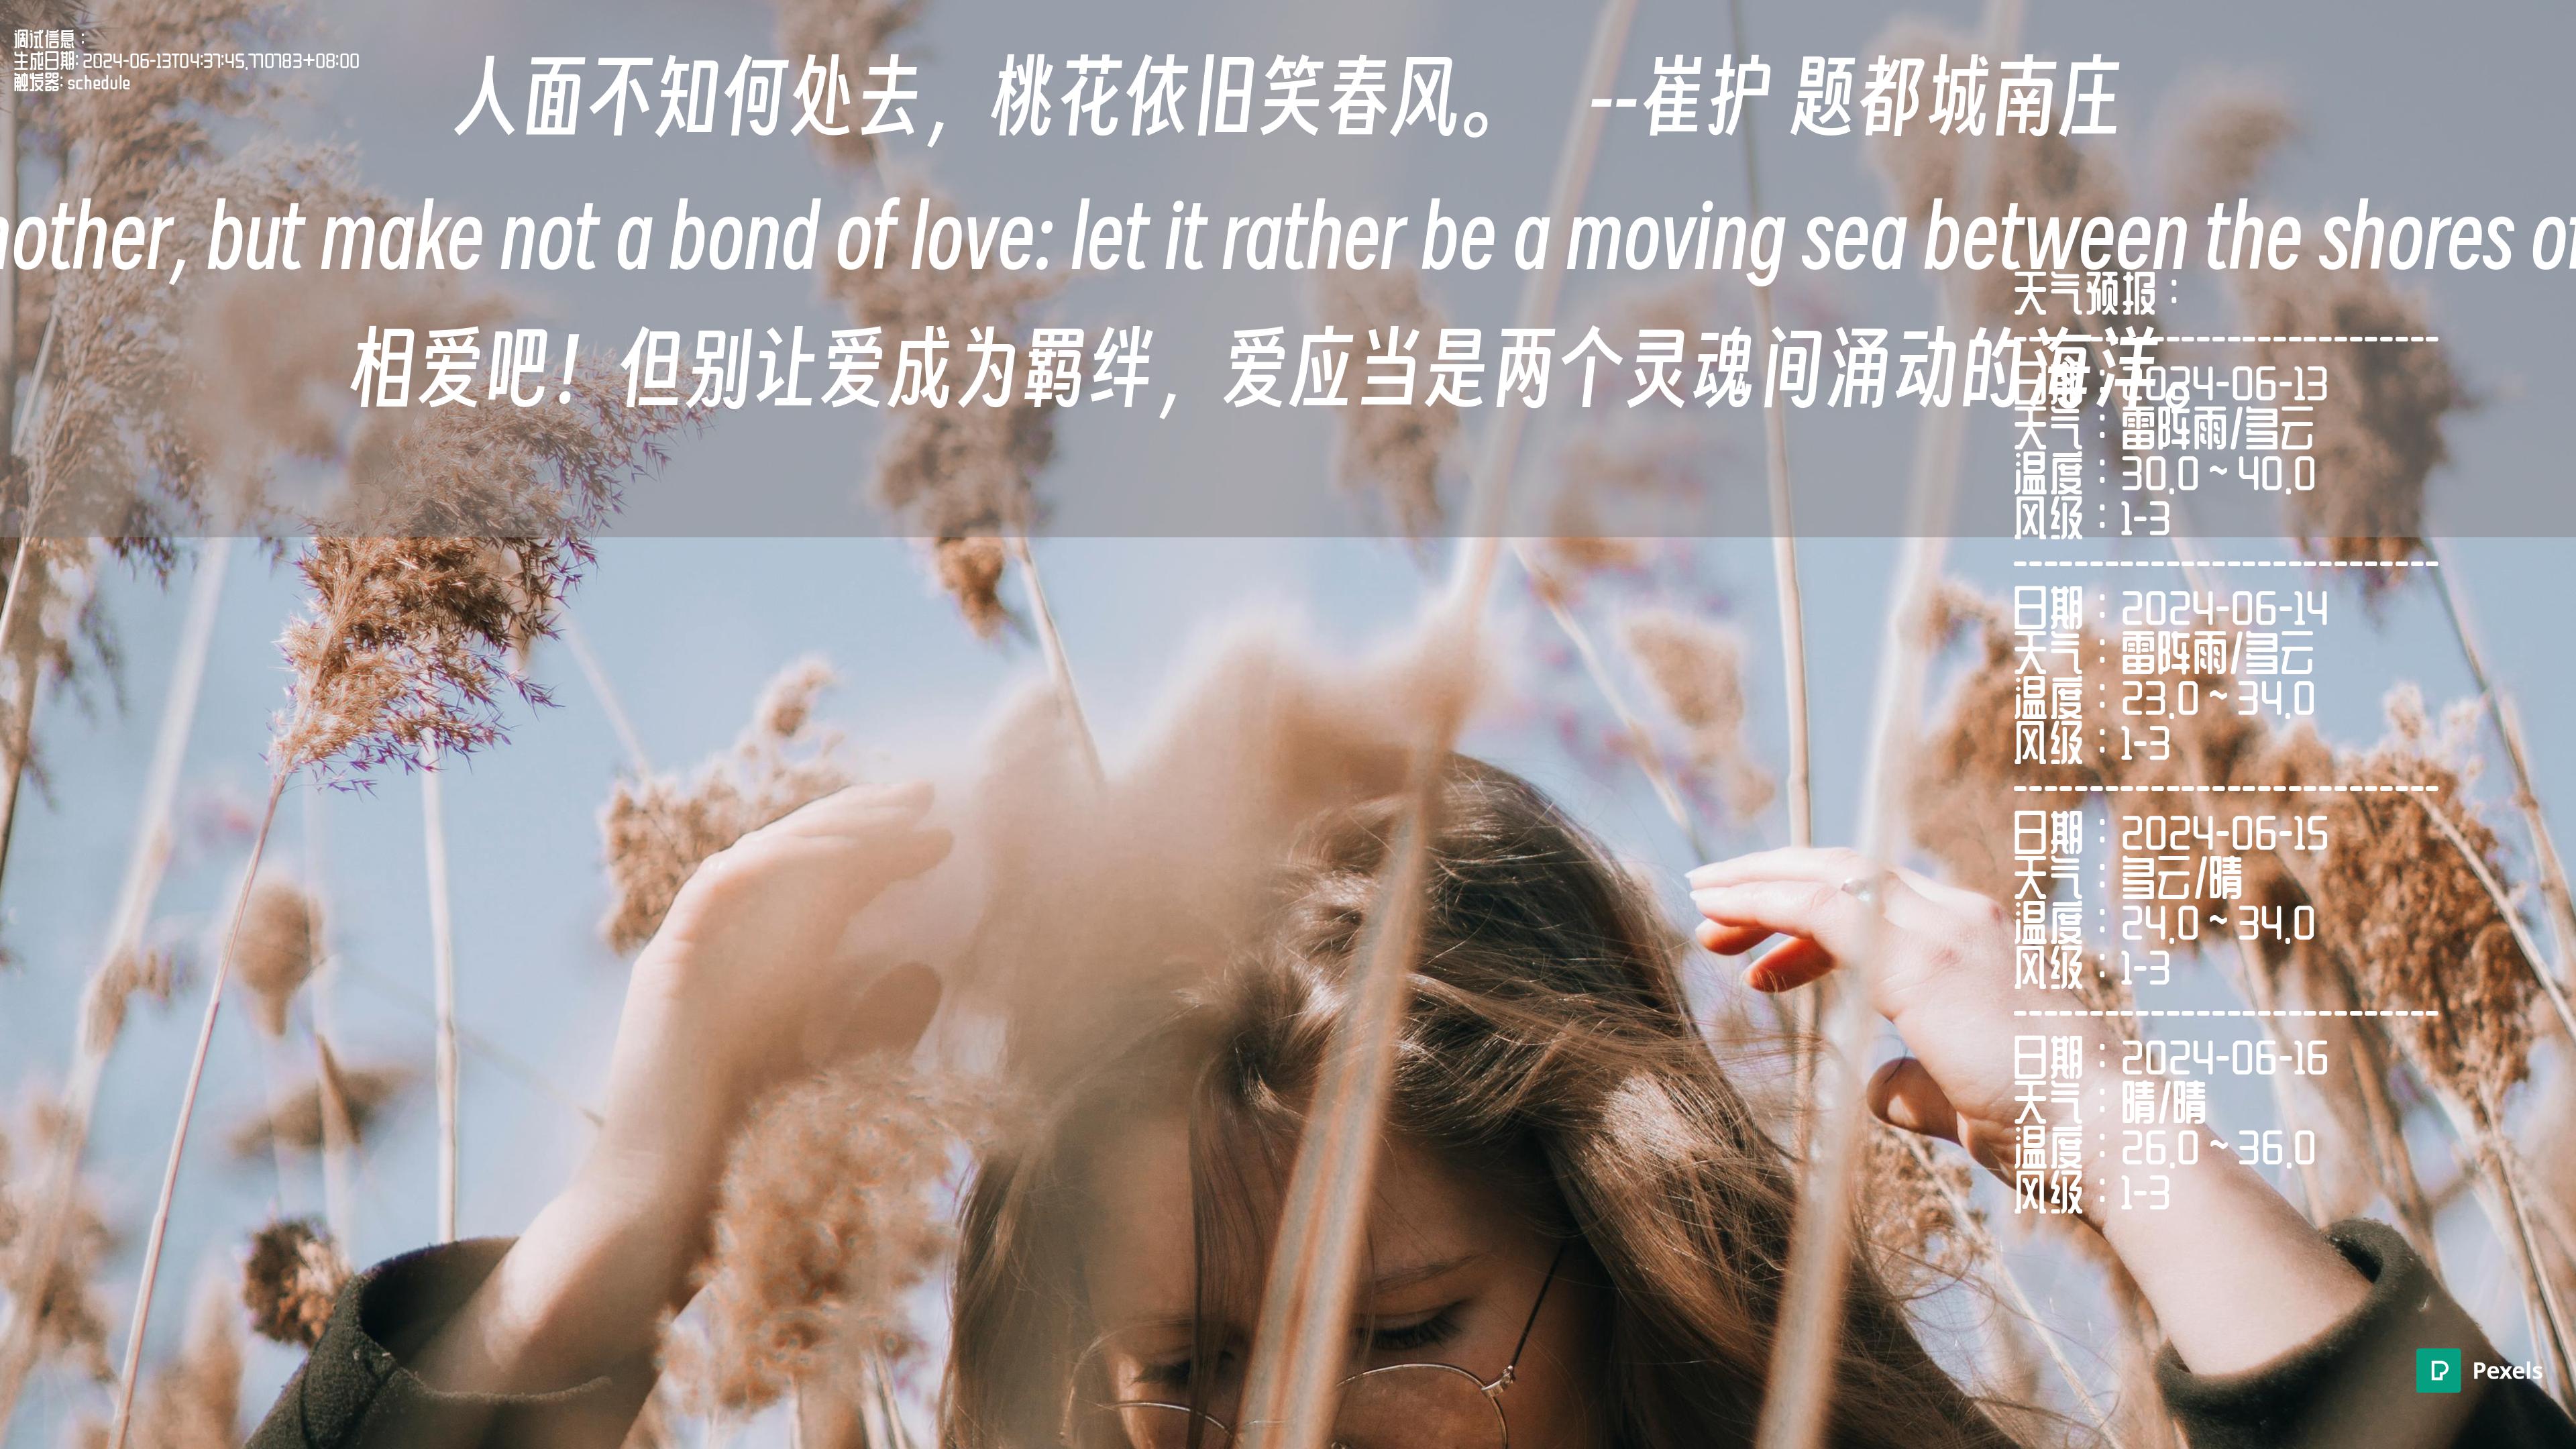 调试信息：
生成日期: 2024-06-13T04:37:45.770783+08:00
触发器: schedule
人面不知何处去，桃花依旧笑春风。 --崔护 题都城南庄
but make not a bond of love: let it rather be a moving sea between the shores
相爱吧！但别让爱成为羁绊，爱应当是两个灵魂间涌动的海洋。
天气预报：
----------------------------
日期：2024-06-13
天气：雷阵雨/多云
温度：30.0 ~ 40.0
风级：1-3
----------------------------
日期：2024-06-14
天气：雷阵雨/多云
温度：23.0 ~ 34.0
风级：1-3
----------------------------
日期：2024-06-15
天气：多云/晴
温度：24.0 ~ 34.0
风级：1-3
----------------------------
日期：2024-06-16
天气：晴/晴
温度：26.0 ~ 36.0
风级：1-3
Pexels